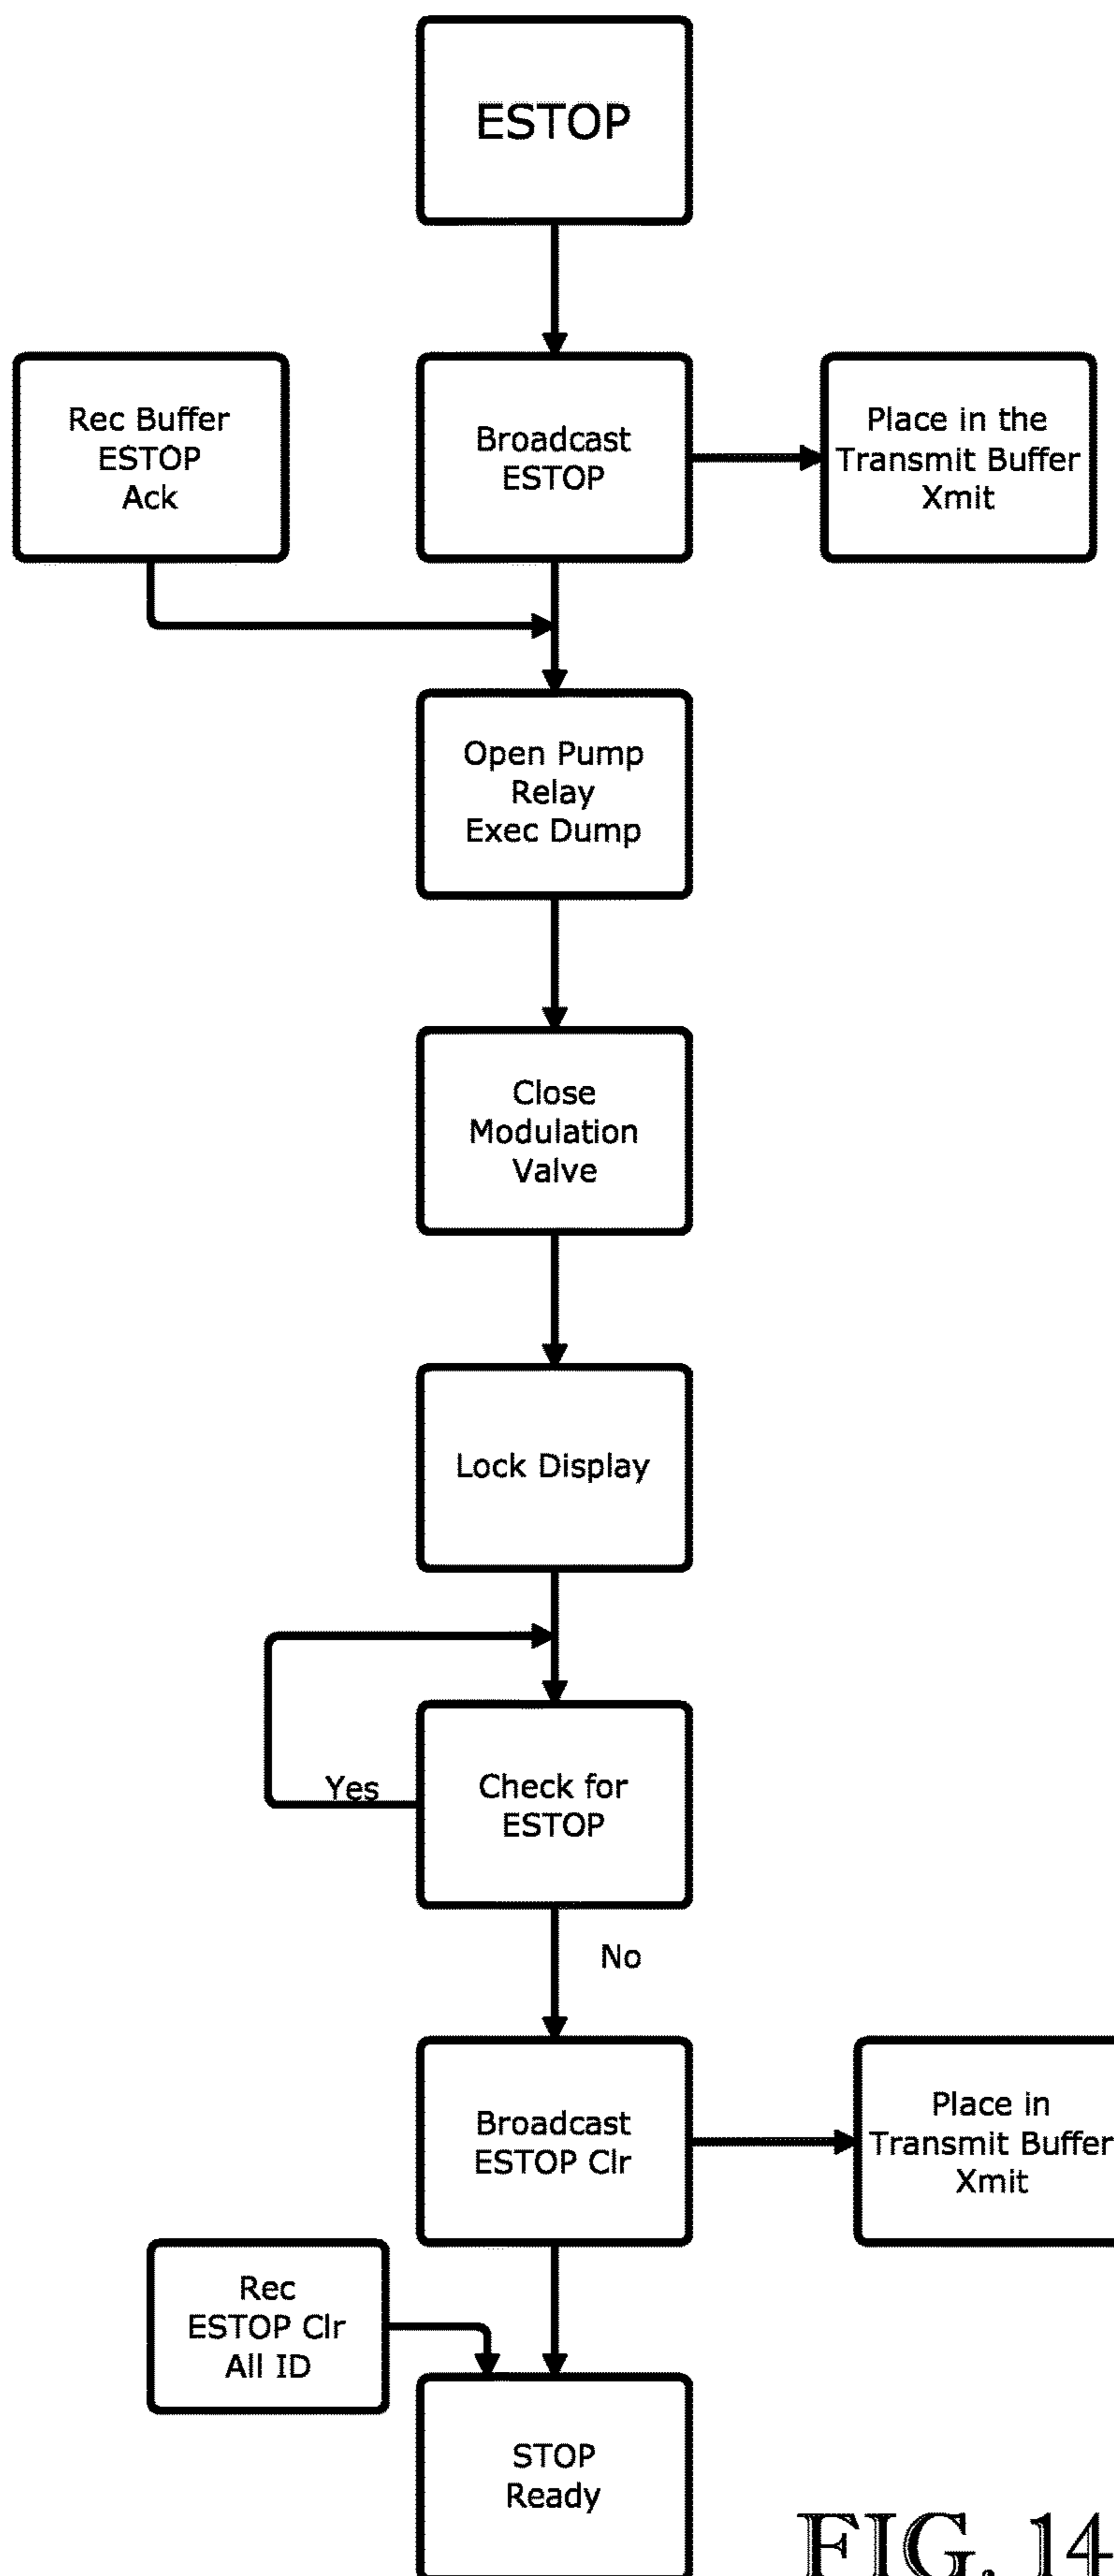 ESTOP
Rec Buffer
ESTOP
Ack
Broadcast
ESTOP
Place in the
Transmit Buffer
Xmit
Open Pump
Relay
Exec Dump
Close
Modulation
Valve
Lock Display
Yes
Check for
ESTOP
No
Broadcast
ESTOP Clr
Place in
Transmit Buffer
Xmit
Rec
ESTOP Clr
All ID
STOP
Ready
FIG. 14